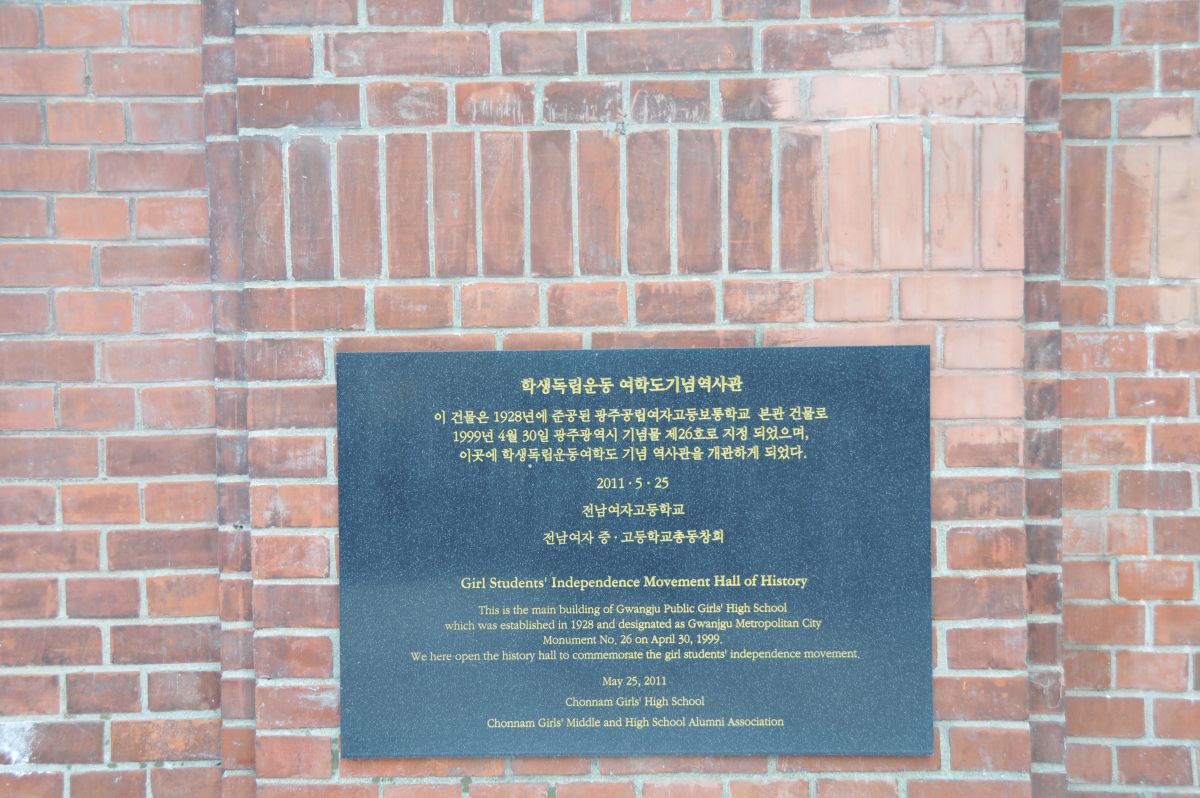 학생독립운동 여학도기념역사관
이 건물은 1928년에 준공된 광주공립여자고등보통학교 본관 건물로
1999년 4월 30일 광주광역시 기념물 제26호로 지정 되었으며,
이곳에 학생독립운동여학도 기념 역사관을 개관하게 되었다.
2011 · 5 · 25
전남여자고등학교
전남여자 중 · 고등학교총동창회
Girl Students' Independence Movement Hall of History
This is the main building of Gwangju Public Girls' High School
which was established in 1928 and designated as Gwanjgu Metropolitan City
Monument No. 26 on April 30, 1999.
We here open the history hall to commemorate the girl students' independence movement.
May 25, 2011
Chonnam Girls' High School
Chonnam Girls' Middle and High School Alumni Association